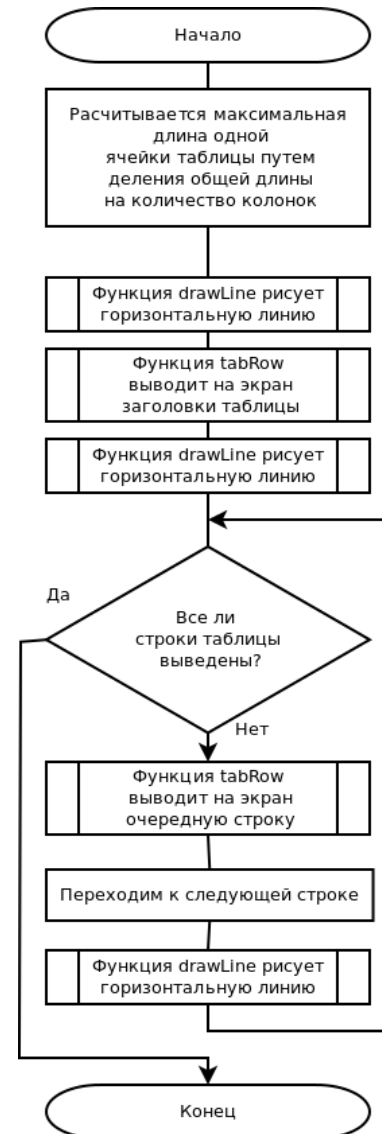 Начало
Расчитывается максимальная
длина одной
ячейки таблицы путем
деления общей длины
на количество колонок
Функция drawLine рисует
горизонтальную линию
Функция tabRow
выводит на экран
заголовки таблицы
Функция drawLine рисует
горизонтальную линию
Да
Все ли
строки таблицы
выведены?
Нет
Функция tabRow
выводит на экран
очередную строку
Переходим к следующей строке
Функция drawLine рисует
горизонтальную линию
Конец